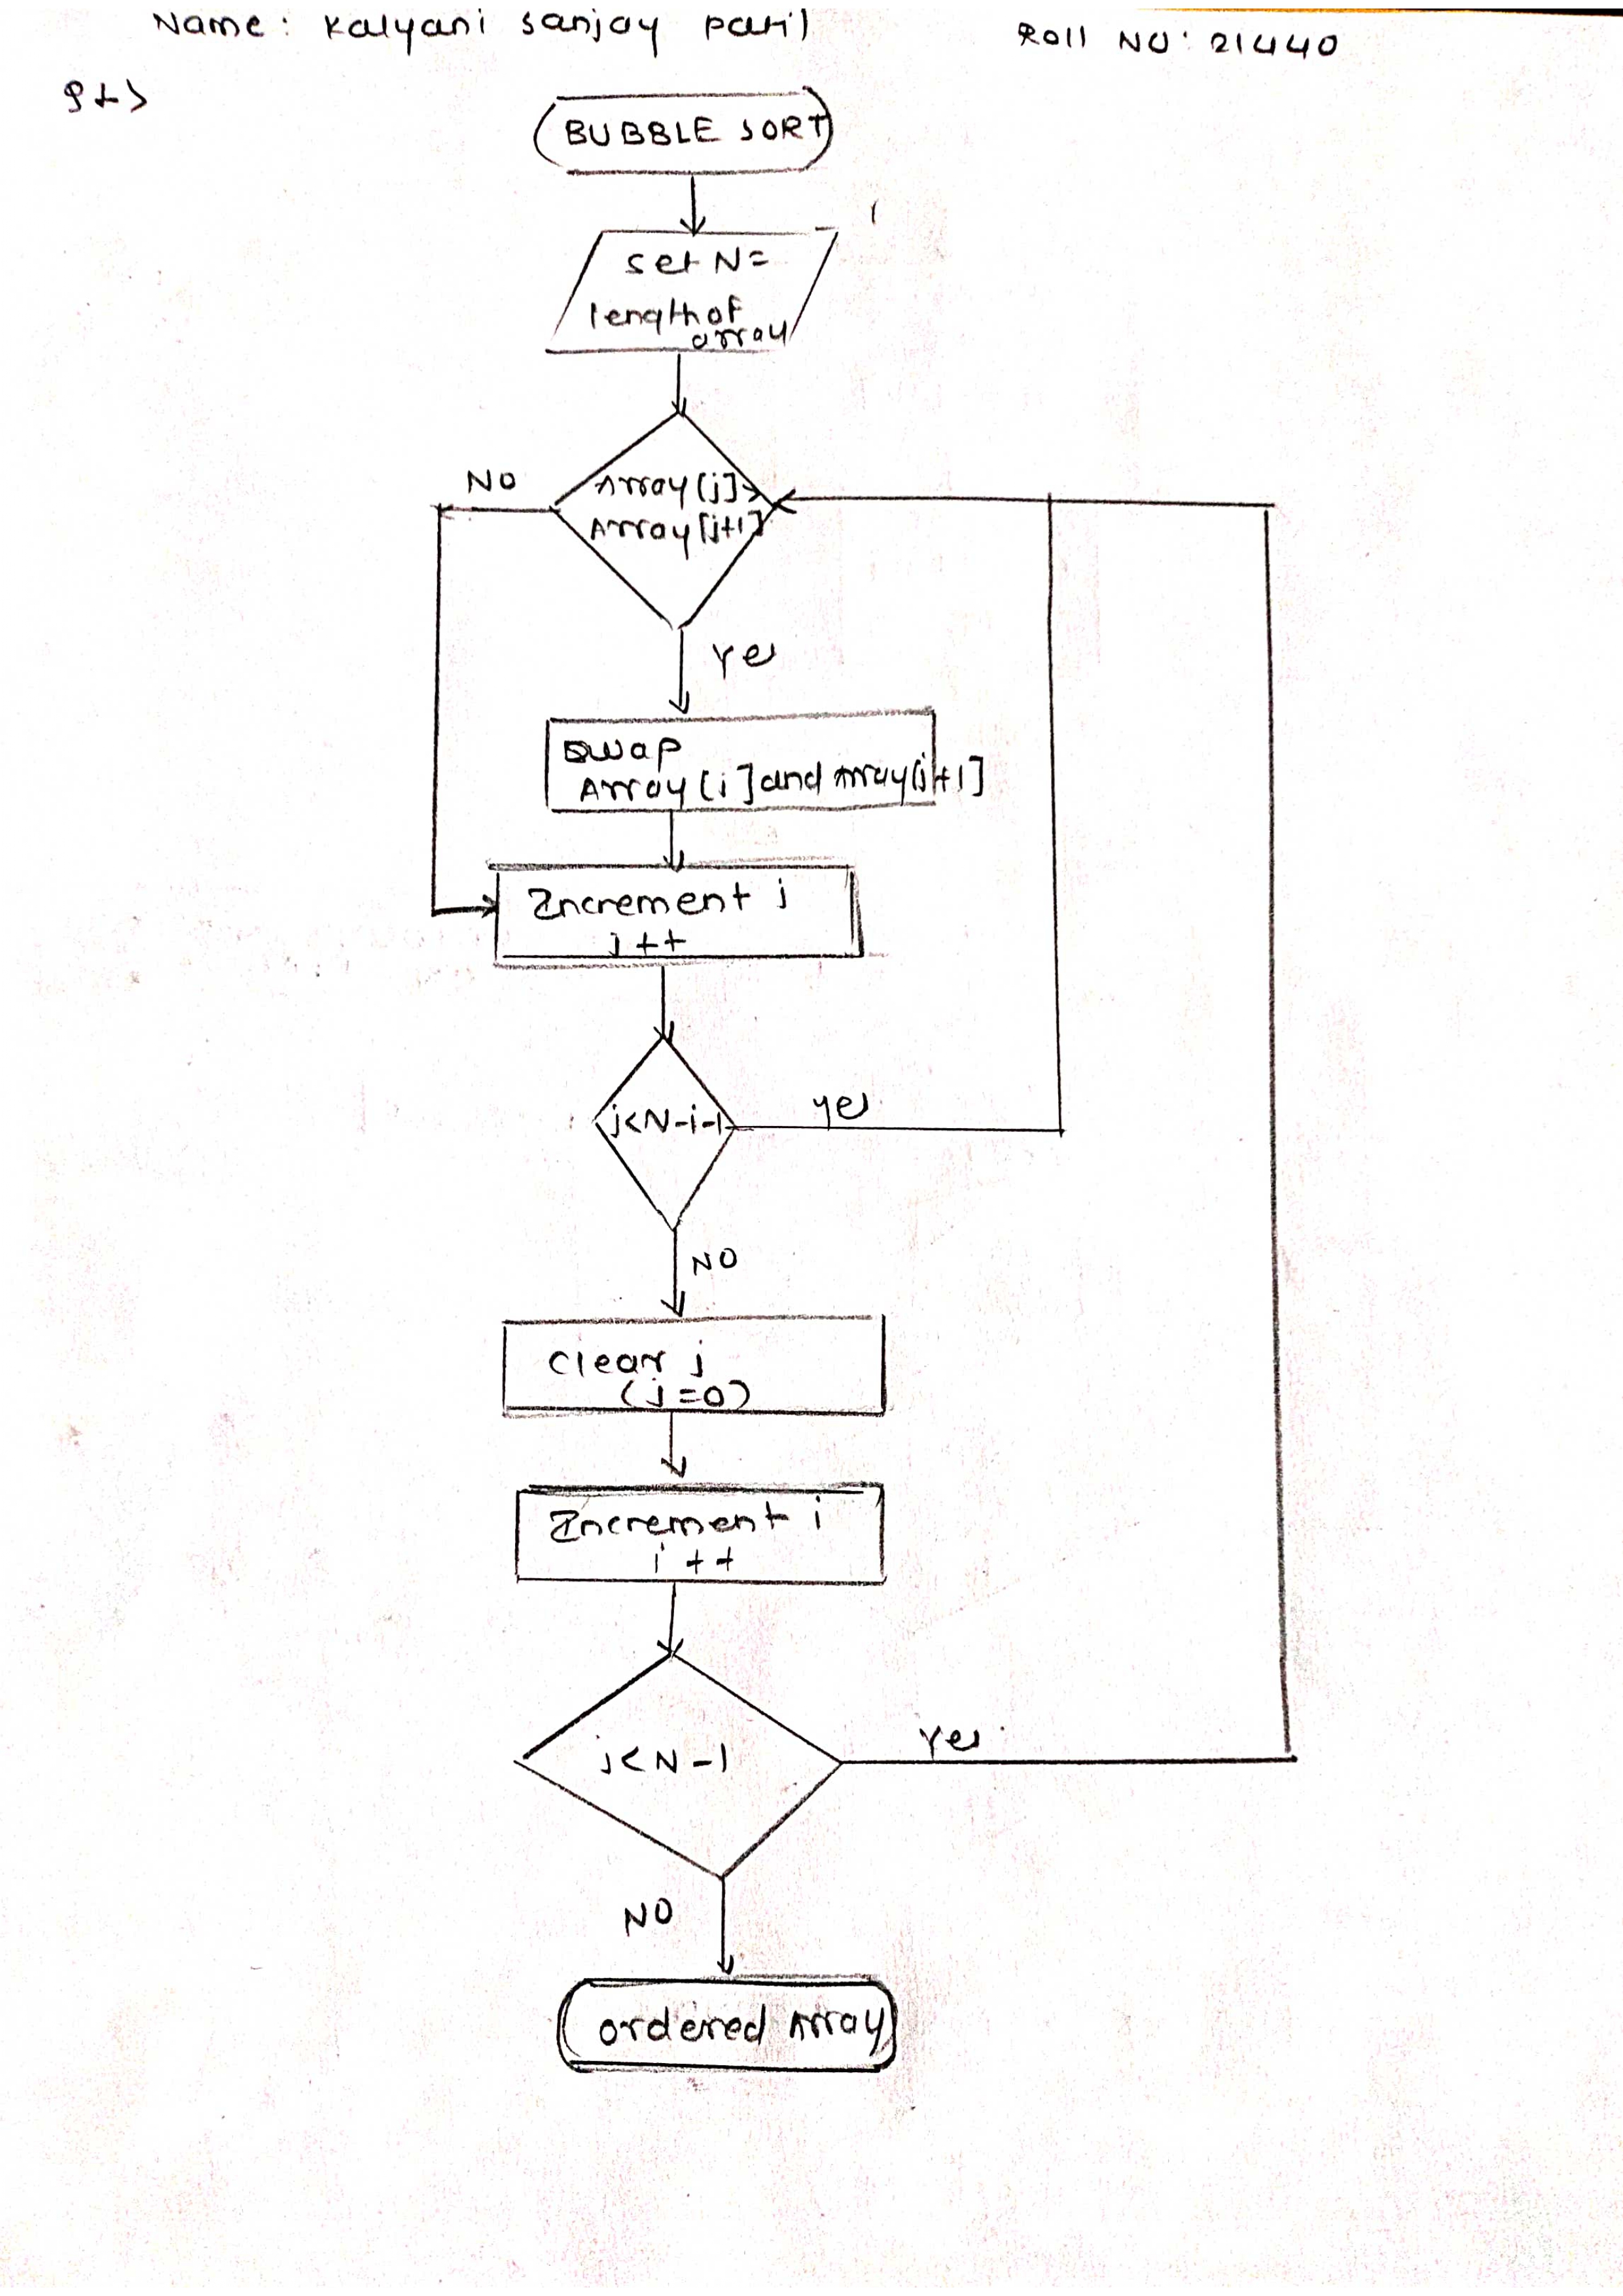 Name: Kalyani Sanjay Patil
Roll No: 21440
BUBBLE SORT
set N=
length of
array
Array[j]>
Array[j+1]
NO
Yes
swap
Array[i] and Array[j+1]
Increment j
j++
j<N-i-1
yes
NO
clear j
(j=0)
Increment i
i++
j<N-1
Yes
NO
ordered Array